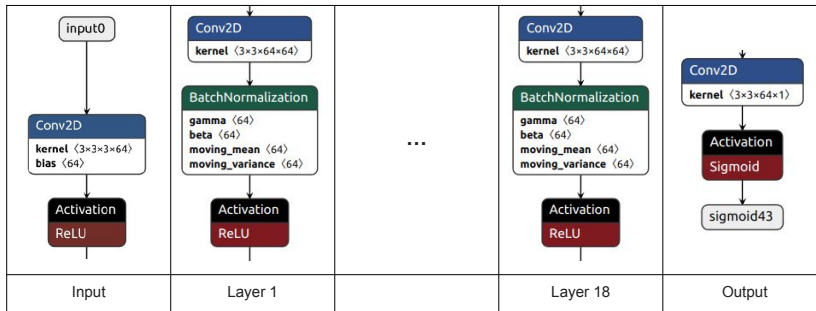 input0
Conv2D
kernel ⟨3×3×3×64⟩
bias ⟨64⟩
Activation
ReLU
Input
Conv2D
kernel ⟨3×3×64×64⟩
BatchNormalization
gamma ⟨64⟩
beta ⟨64⟩
moving_mean ⟨64⟩
moving_variance ⟨64⟩
Activation
ReLU
Layer 1
...
Conv2D
kernel ⟨3×3×64×64⟩
BatchNormalization
gamma ⟨64⟩
beta ⟨64⟩
moving_mean ⟨64⟩
moving_variance ⟨64⟩
Activation
ReLU
Layer 18
Conv2D
kernel ⟨3×3×64×1⟩
Activation
Sigmoid
sigmoid43
Output